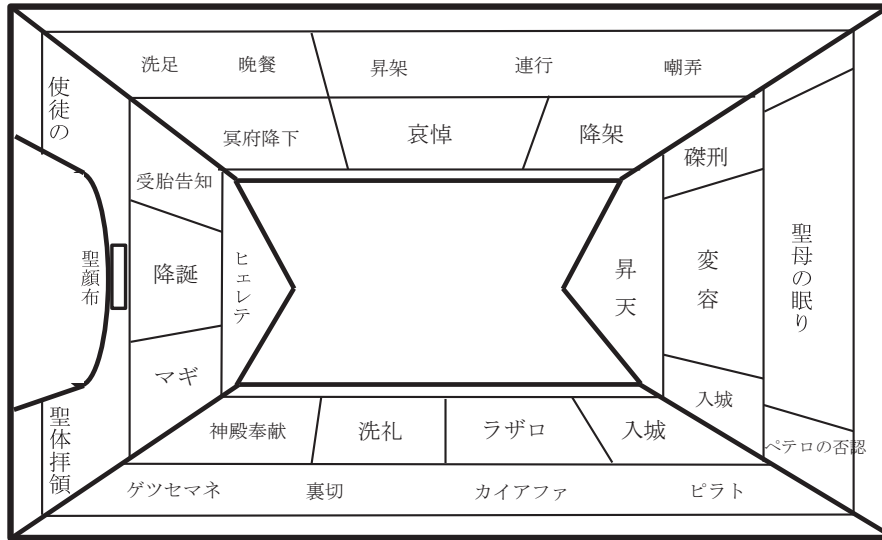 洗足
晩餐
昇架
連行
嘲弄
使徒の
冥府降下
哀悼
降架
磔刑
受胎告知
聖顔布
降誕
ヒェレテ
昇天
変容
聖母の眠り
マギ
入城
聖体拝領
神殿奉献
洗礼
ラザロ
入城
ペテロの否認
ゲツセマネ
裏切
カイアファ
ピラト